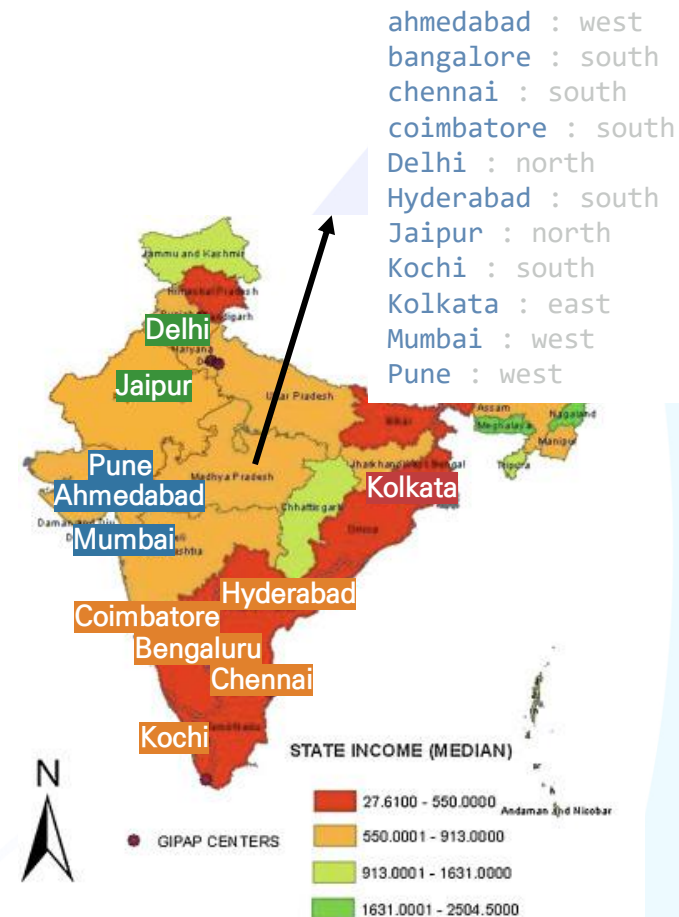 ahmedabad : west
bangalore : south
chennai : south
coimbatore : south
Delhi : north
Hyderabad : south
Jaipur : north
Kochi : south
Kolkata : east
Mumbai : west
Pune : west
Jammu and Kashmir
Himachal Pradesh
Delhi
Haryana
Jaipur
Uttar Pradesh
Bihar
Assam
Nagaland
Meghalaya
Manipur
Tripura
Pune
Madhya Pradesh
Ahmedabad
Kolkata
Chhattisgarh
Mumbai
Orissa
Hyderabad
Coimbatore
Bengaluru
Chennai
Kochi
N
STATE INCOME (MEDIAN)
27.6100 - 550.0000
Andaman and Nicobar
GIPAP CENTERS
550.0001 - 913.0000
913.0001 - 1631.0000
1631.0001 - 2504.5000